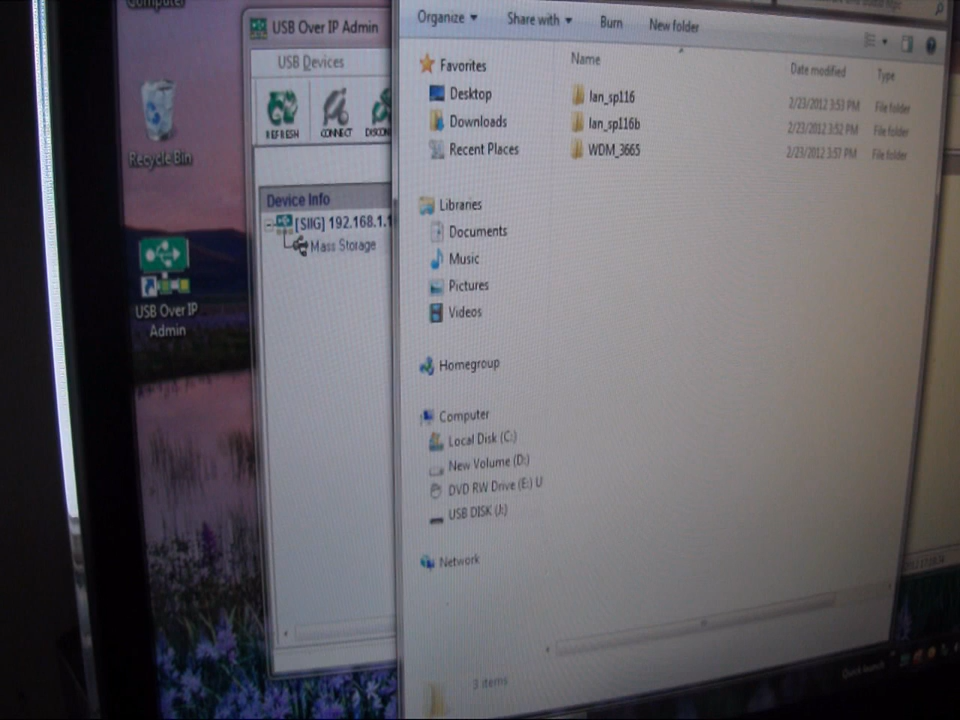 Computer
Recycle Bin
USB Over IP
Admin
USB Over IP Admin
USB Devices
REFRESH
CONNECT
Device Info
[SIIG] 192.168.1.1
Mass Storage
Organize
Share with
Burn
New folder
Favorites
Desktop
Downloads
Recent Places
Libraries
Documents
Music
Pictures
Videos
Homegroup
Computer
Local Disk (C:)
New Volume (D:)
DVD RW Drive (E:) U
USB DISK (J:)
Network
Name Date modified Type
lan_sp116 2/23/2012 3:53 PM File folder
lan_sp116b 2/23/2012 3:52 PM File folder
WDM_3665 2/23/2012 3:57 PM File folder
3 items
Quick launch